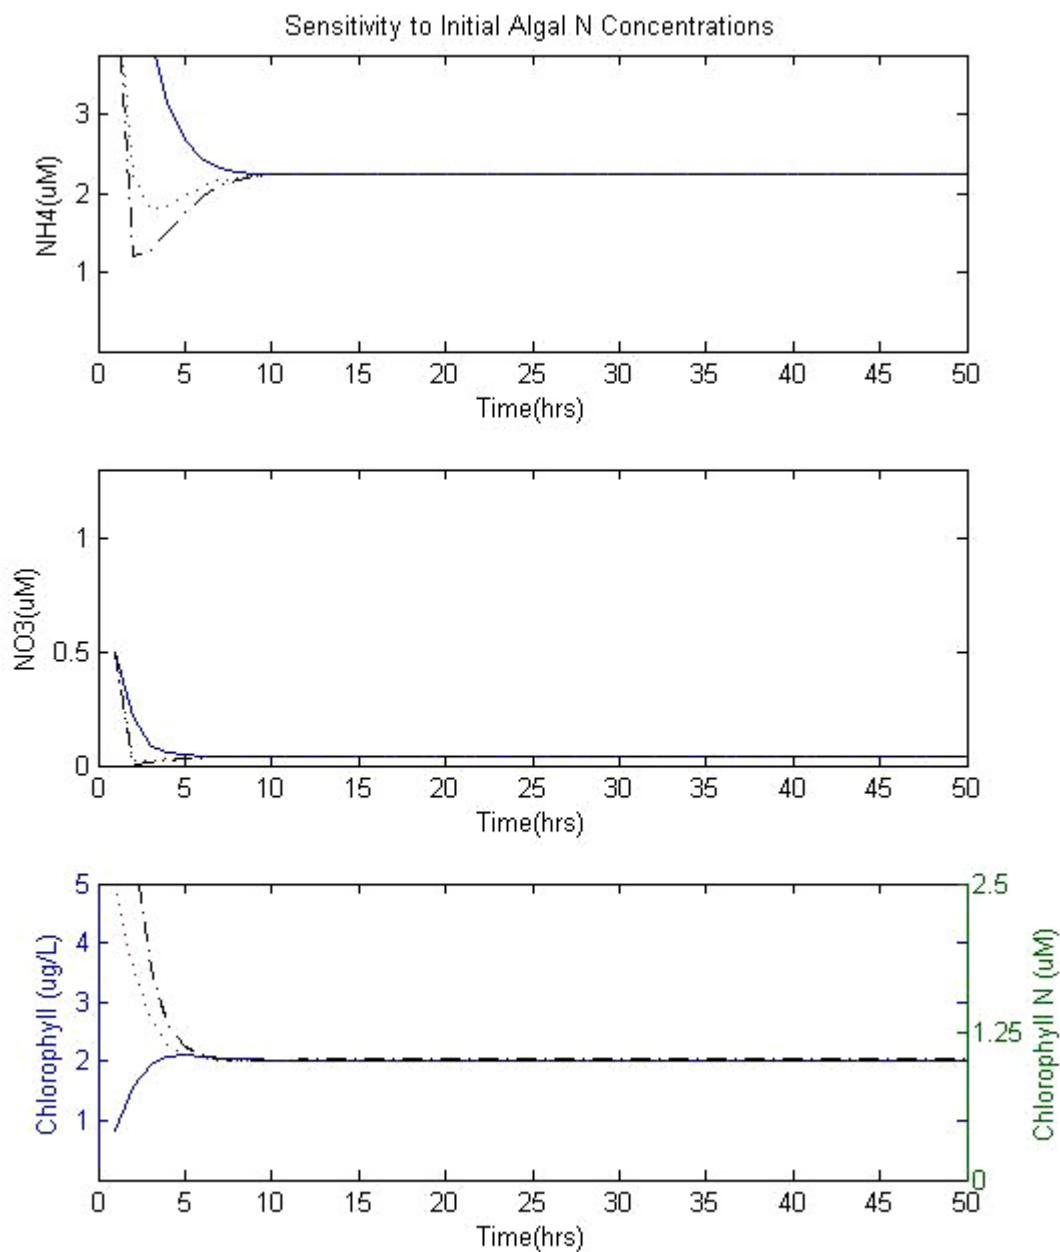 Sensitivity to Initial Algal N Concentrations
3
2
1
NH4(uM)
0 5 10 15 20 25 30 35 40 45 50
Time(hrs)
1
0.5
0
NO3(uM)
0 5 10 15 20 25 30 35 40 45 50
Time(hrs)
5
4
3
2
1
Chlorophyll (ug/L)
2.5
1.25
0
Chlorophyll N (uM)
0 5 10 15 20 25 30 35 40 45 50
Time(hrs)